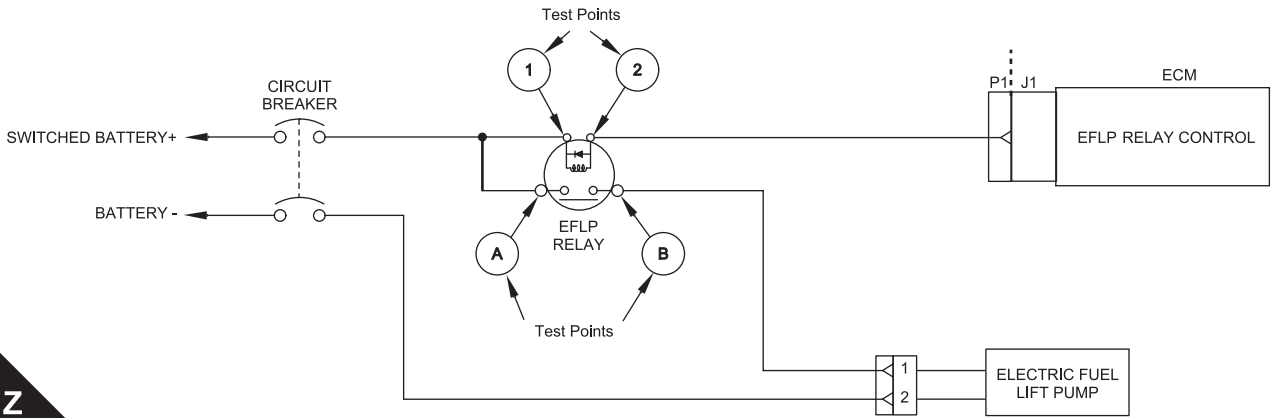 Test Points
1
2
CIRCUIT
BREAKER
P1
J1
ECM
SWITCHED BATTERY+
EFLP RELAY CONTROL
BATTERY -
EFLP
RELAY
A
B
Test Points
1
2
ELECTRIC FUEL
LIFT PUMP
Z